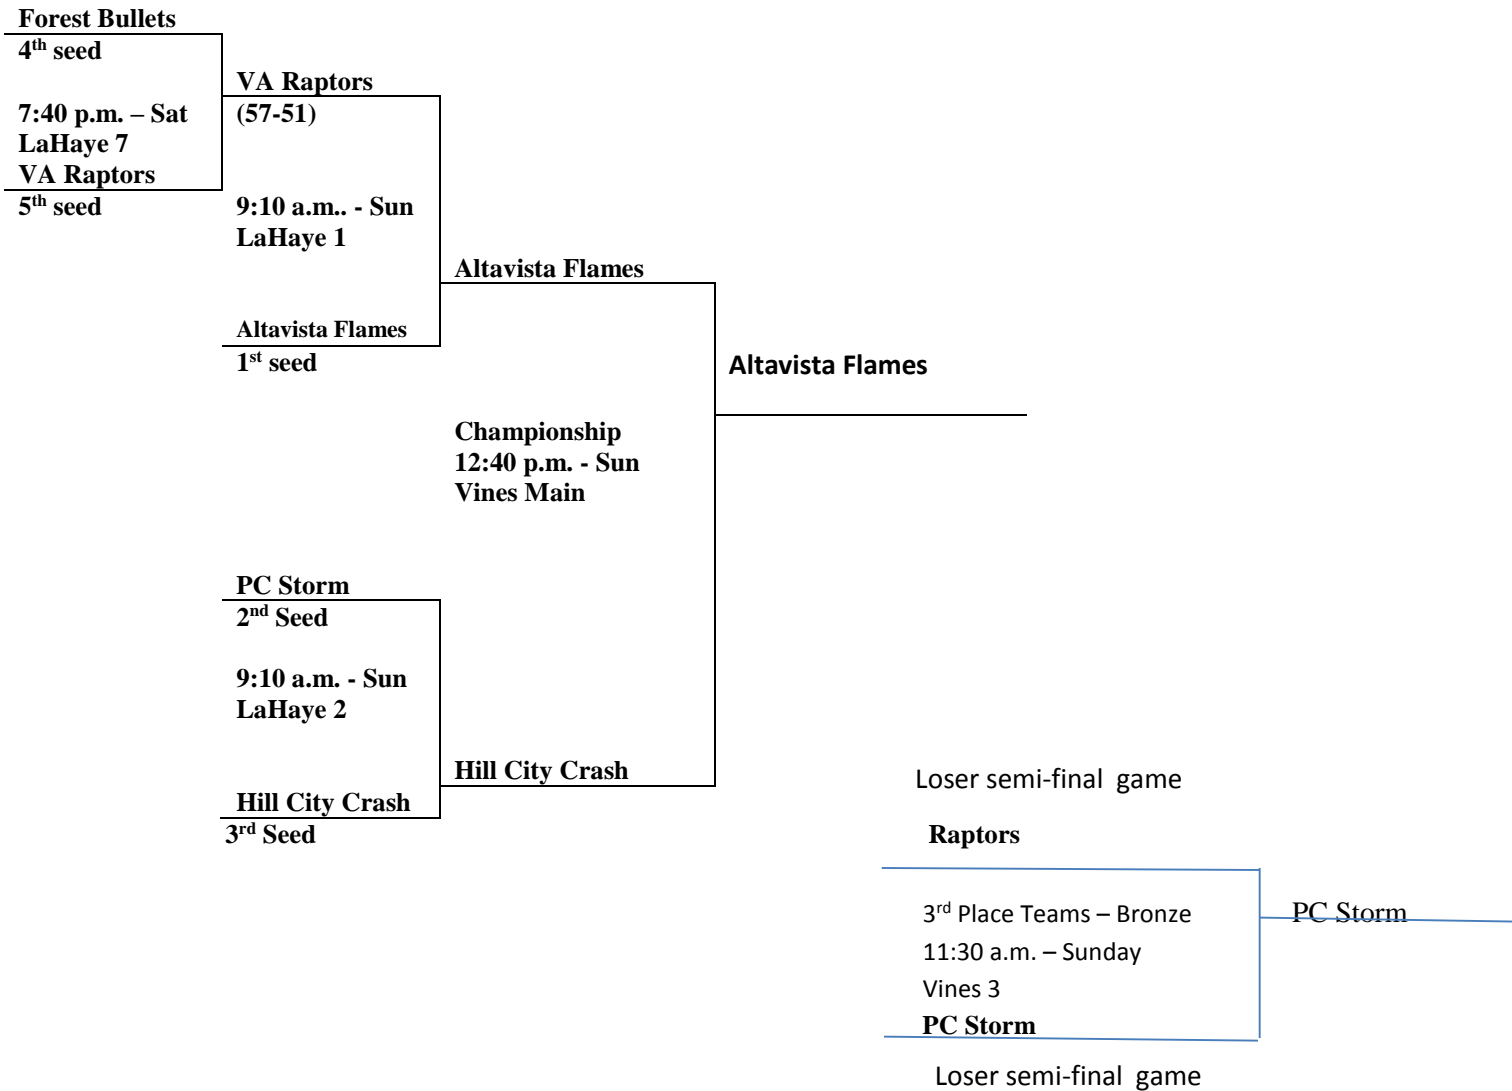 Forest Bullets
4th seed
7:40 p.m. – Sat
LaHaye 7
VA Raptors
5th seed
VA Raptors
(57-51)
9:10 a.m.. - Sun
LaHaye 1
Altavista Flames
1st seed
Altavista Flames
Championship
12:40 p.m. - Sun
Vines Main
Altavista Flames
PC Storm
2nd Seed
9:10 a.m. - Sun
LaHaye 2
Hill City Crash
3rd Seed
Hill City Crash
Loser semi-final  game
Raptors
3rd Place Teams – Bronze
11:30 a.m. – Sunday
Vines 3
PC Storm
Loser semi-final  game
PC Storm